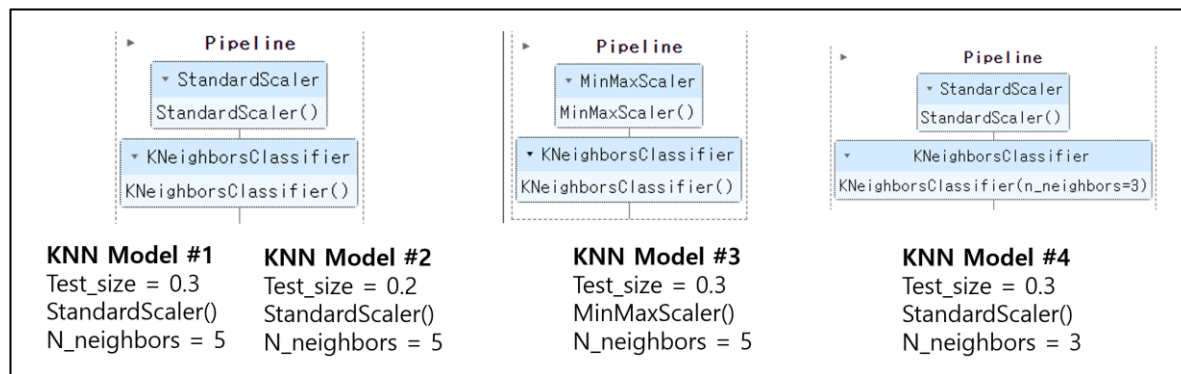 Pipeline
StandardScaler
StandardScaler()
KNeighborsClassifier
KNeighborsClassifier()
KNN Model #1
Test_size = 0.3
StandardScaler()
N_neighbors = 5
KNN Model #2
Test_size = 0.2
StandardScaler()
N_neighbors = 5
Pipeline
MinMaxScaler
MinMaxScaler()
KNeighborsClassifier
KNeighborsClassifier()
KNN Model #3
Test_size = 0.3
MinMaxScaler()
N_neighbors = 5
Pipeline
StandardScaler
StandardScaler()
KNeighborsClassifier
KNeighborsClassifier(n_neighbors=3)
KNN Model #4
Test_size = 0.3
StandardScaler()
N_neighbors = 3